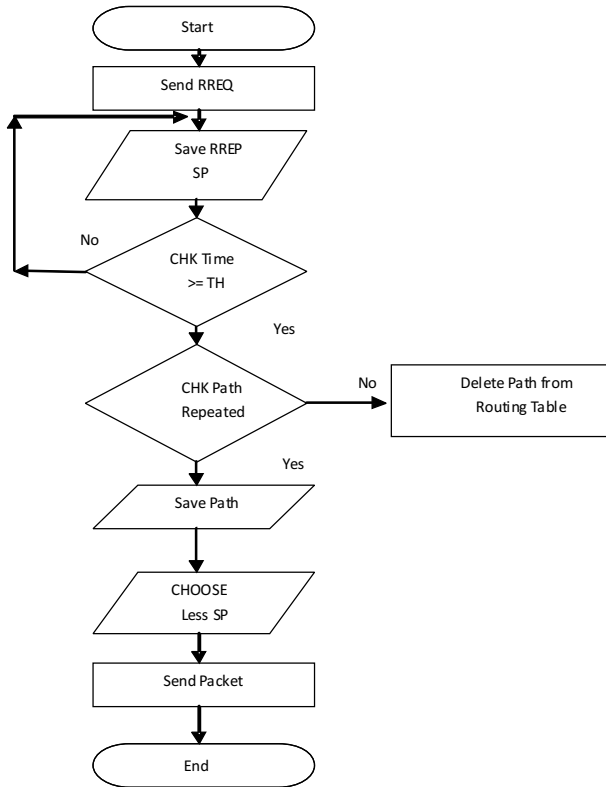 Start
Send RREQ
Save RREP
SP
No
CHK Time
>= TH
Yes
CHK Path
Repeated
No
Delete Path from
Routing Table
Yes
Save Path
CHOOSE
Less SP
Send Packet
End